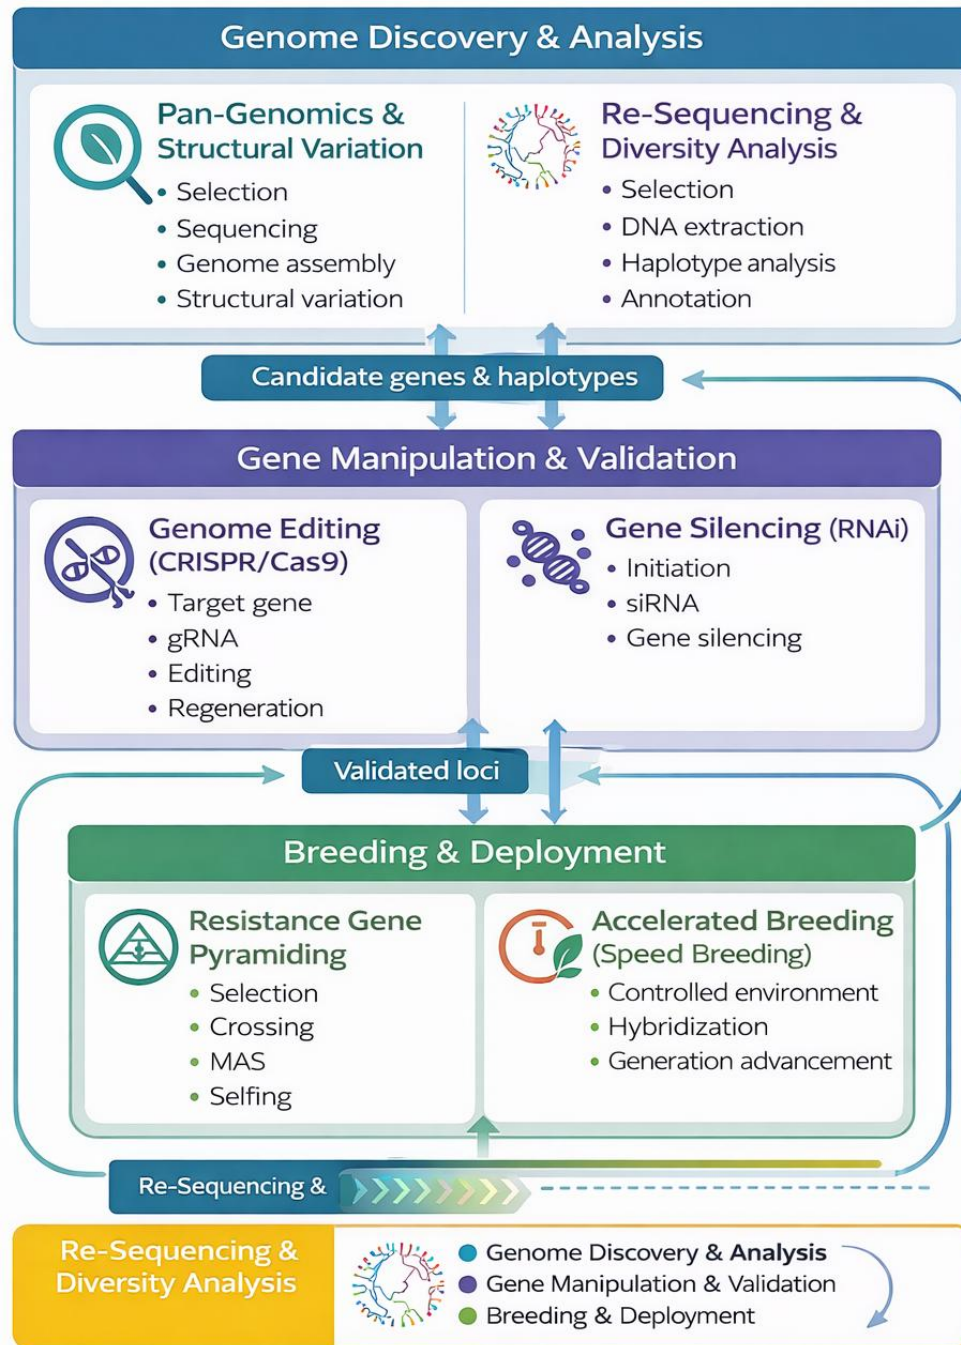 Genome Discovery & Analysis
Pan-Genomics &
Structural Variation
• Selection
• Sequencing
• Genome assembly
• Structural variation
Re-Sequencing &
Diversity Analysis
• Selection
• DNA extraction
• Haplotype analysis
• Annotation
Candidate genes & haplotypes
Gene Manipulation & Validation
Genome Editing
(CRISPR/Cas9)
• Target gene
• gRNA
• Editing
• Regeneration
Gene Silencing (RNAi)
• Initiation
• siRNA
• Gene silencing
Validated loci
Breeding & Deployment
Resistance Gene
Pyramiding
• Selection
• Crossing
• MAS
• Selfing
Accelerated Breeding
(Speed Breeding)
• Controlled environment
• Hybridization
• Generation advancement
Re-Sequencing &
Re-Sequencing &
Diversity Analysis
Genome Discovery & Analysis
Gene Manipulation & Validation
Breeding & Deployment